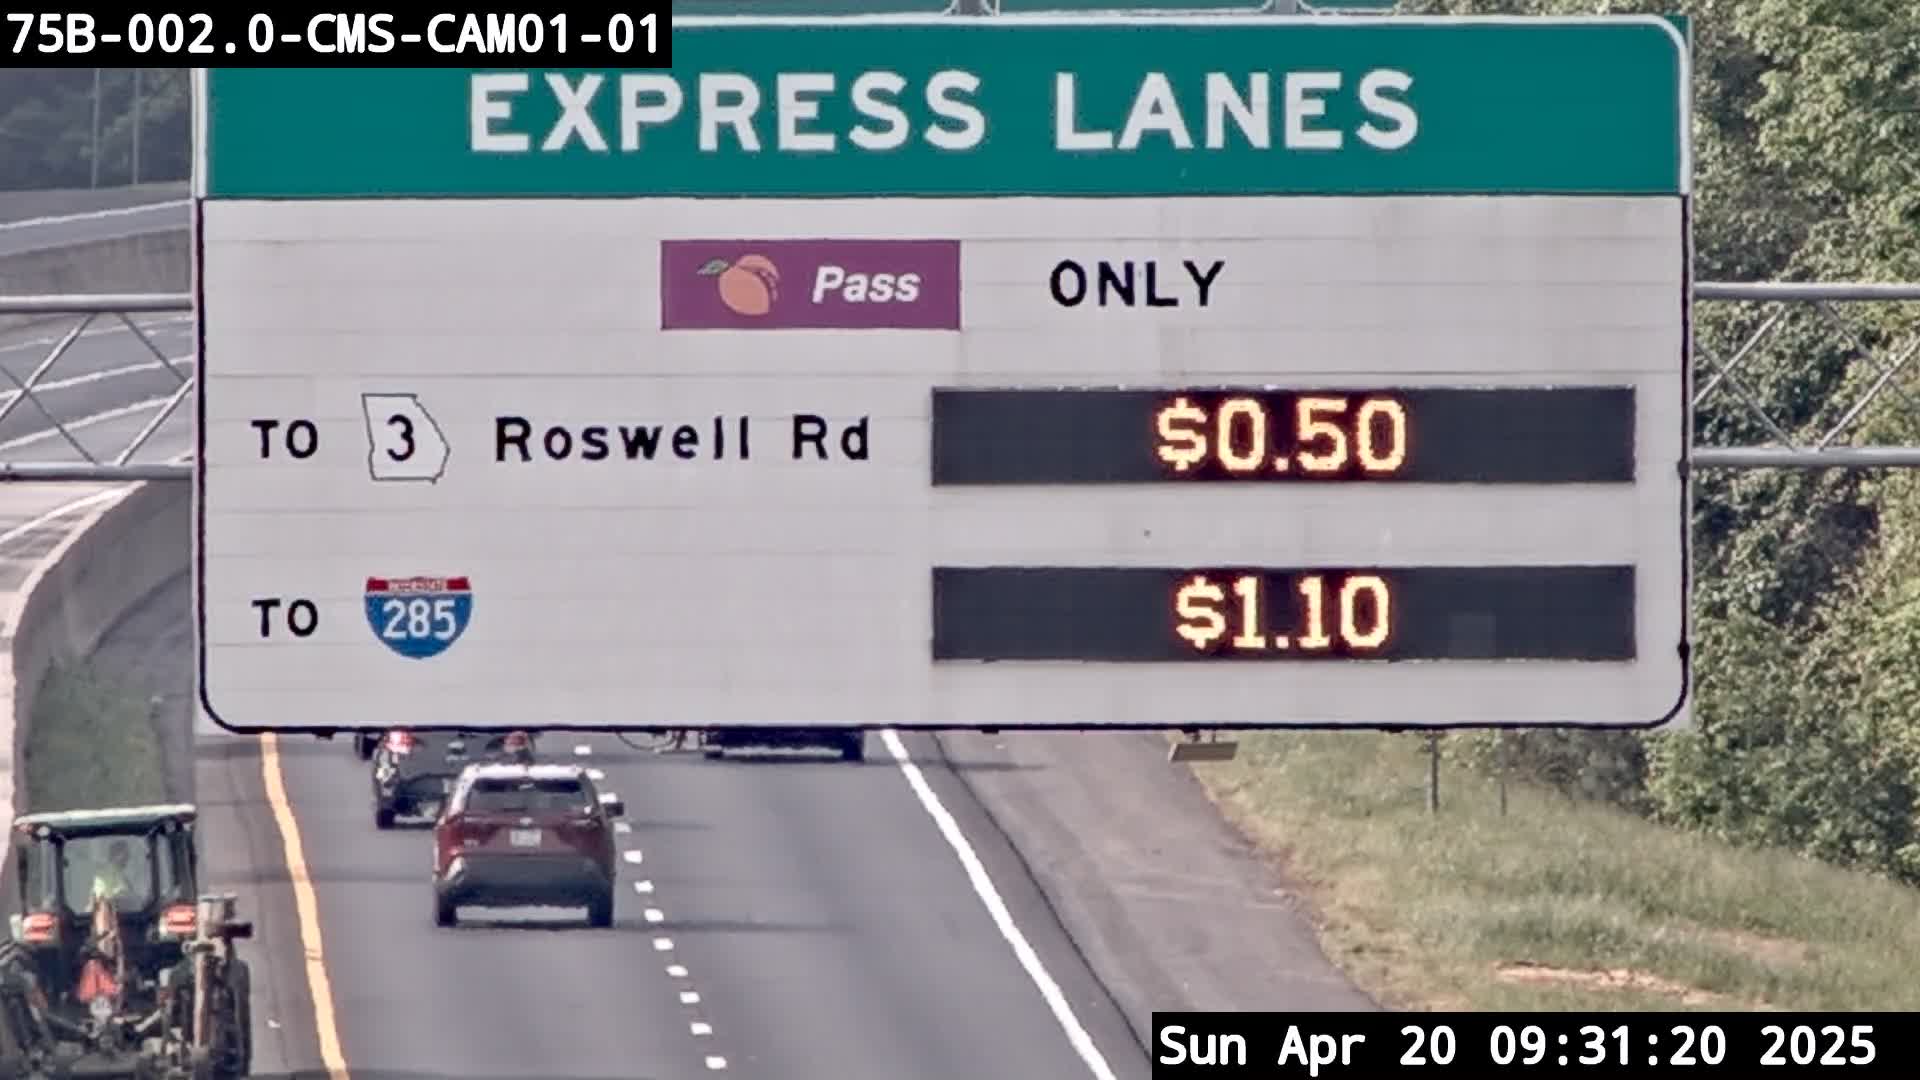 75B-002.0-CMS-CAM01-01
EXPRESS LANES
Pass ONLY
TO 3 Roswell Rd $0.50
TO 285 $1.10
Sun Apr 20 09:31:20 2025